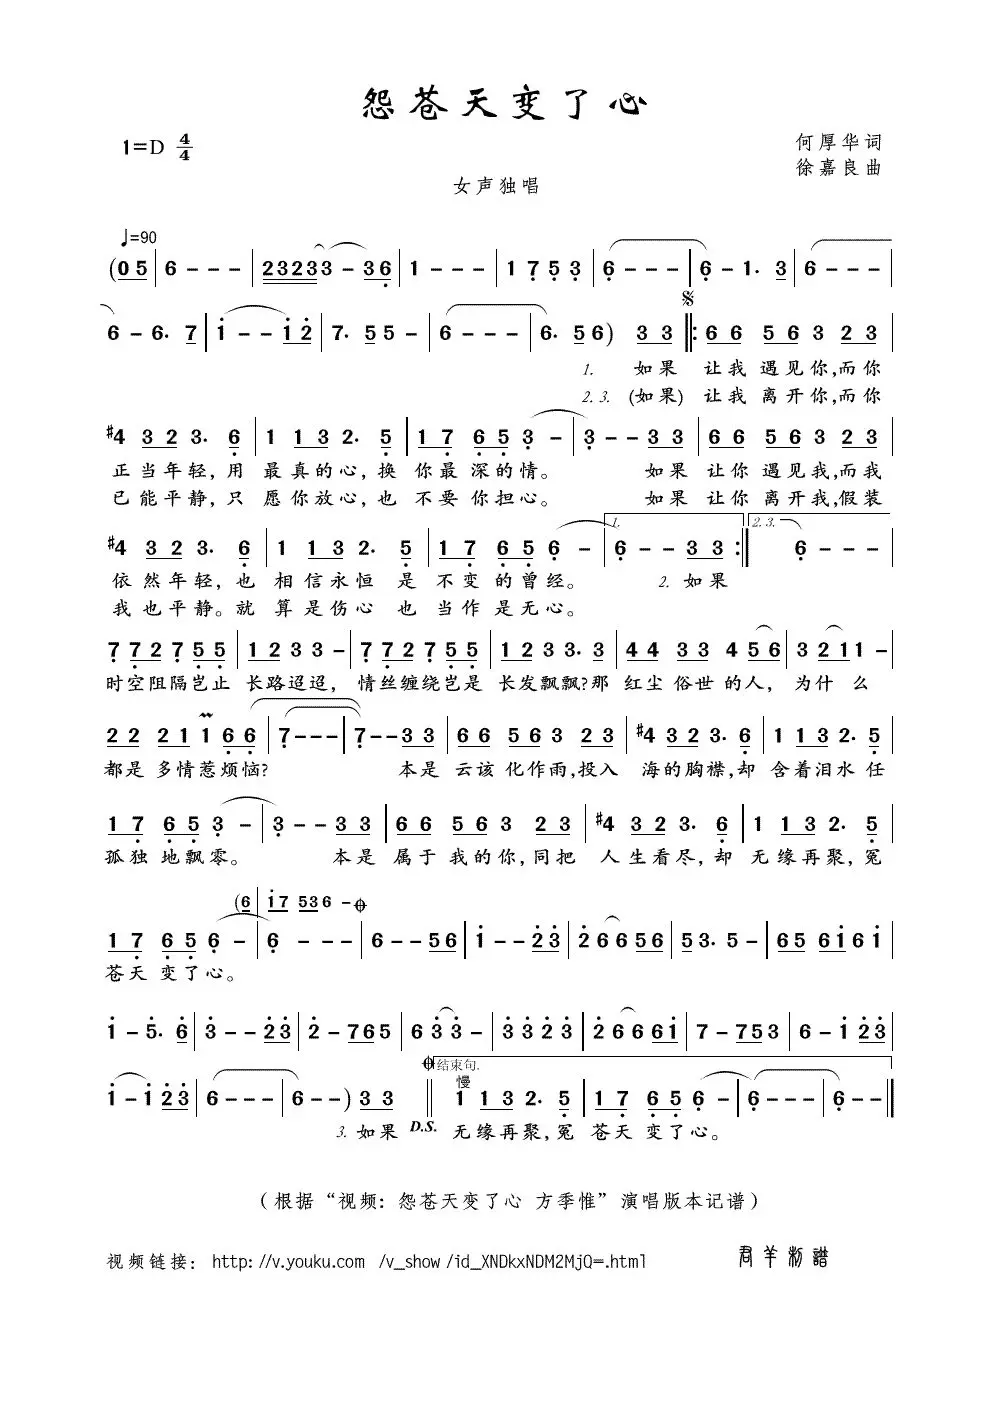 怨苍天变了心
1=D 4/4
何厚华词
徐嘉良曲
女声独唱
♩=90
(0 5 | 6 - - - | 2 3 2 3 3 - 3 6 | 1 - - - | 1 7 5 3 | 6 - - - | 6 - 1. 3 | 6 - - -
6 - 6. 7 | 1 - - 1 2 | 7. 5 5 - | 6 - - - | 6. 5 6 ) 3 3 |: 6 6 5 6 3 2 3 |
1. 如果 让我 遇见你,而你
2. 3. (如果) 让我 离开你,而你
#4 3 2 3. 6 | 1 1 3 2. 5 | 1 7 6 5 3 - | 3 - - 3 3 | 6 6 5 6 3 2 3 |
正当年轻,用 最真的心,换 你最 深的情。 如果 让你 遇见我,而我
已能平静,只 愿你放心,也 不要 你担心。 如果 让你 离开我,假装
1. 2. 3.
#4 3 2 3. 6 | 1 1 3 2. 5 | 1 7 6 5 6 - | 6 - - 3 3 :| 6 - - - |
依然年轻,也 相信永恒 是 不变 的曾经。 2. 如果
我也平静。就 算是伤心 也 当作 是无心。
7 7 2 7 5 5 | 1 2 3 3 - | 7 7 2 7 5 5 | 1 2 3 3. 3 | 4 4 3 3 4 5 6 | 3 2 1 1 -
时空阻隔岂止 长路迢迢, 情丝缠绕岂是 长发飘飘?那 红尘 俗世 的人, 为什 么
2 2 2 1 1 6 6 | 7 - - - | 7 - - 3 3 | 6 6 5 6 3 2 3 | #4 3 2 3. 6 | 1 1 3 2. 5 |
都是 多情惹烦恼? 本是 云该 化作雨,投入 海的胸襟,却 含着泪水 任
1 7 6 5 3 - | 3 - - 3 3 | 6 6 5 6 3 2 3 | #4 3 2 3. 6 | 1 1 3 2. 5 |
孤独 地飘零。 本是 属于 我的你,同把 人生看尽,却 无缘再聚,冤
(6 | 1 7 5 3 6 -
1 7 6 5 6 - | 6 - - - | 6 - - 5 6 | 1 - - 2 3 | 2 6 6 5 6 | 5 3. 5 - | 6 5 6 1 6 1 |
苍天 变了心。
1 - 5. 6 | 3 - - 2 3 | 2 - 7 6 5 | 6 3 3 - | 3 3 2 3 | 2 6 6 6 1 | 7 - 7 5 3 | 6 - 1 2 3 |
结束句.
慢
1 - 1 2 3 | 6 - - - | 6 - - ) 3 3 || 1 1 3 2. 5 | 1 7 6 5 6 - | 6 - - - | 6 - - ||
3. 如果 D.S. 无缘再聚,冤 苍天 变了心。
(根据“视频:怨苍天变了心 方季惟”演唱版本记谱)
视频链接: http://v.youku.com /v_show /id_XNDkxNDM2MjQ=.html
君羊制谱